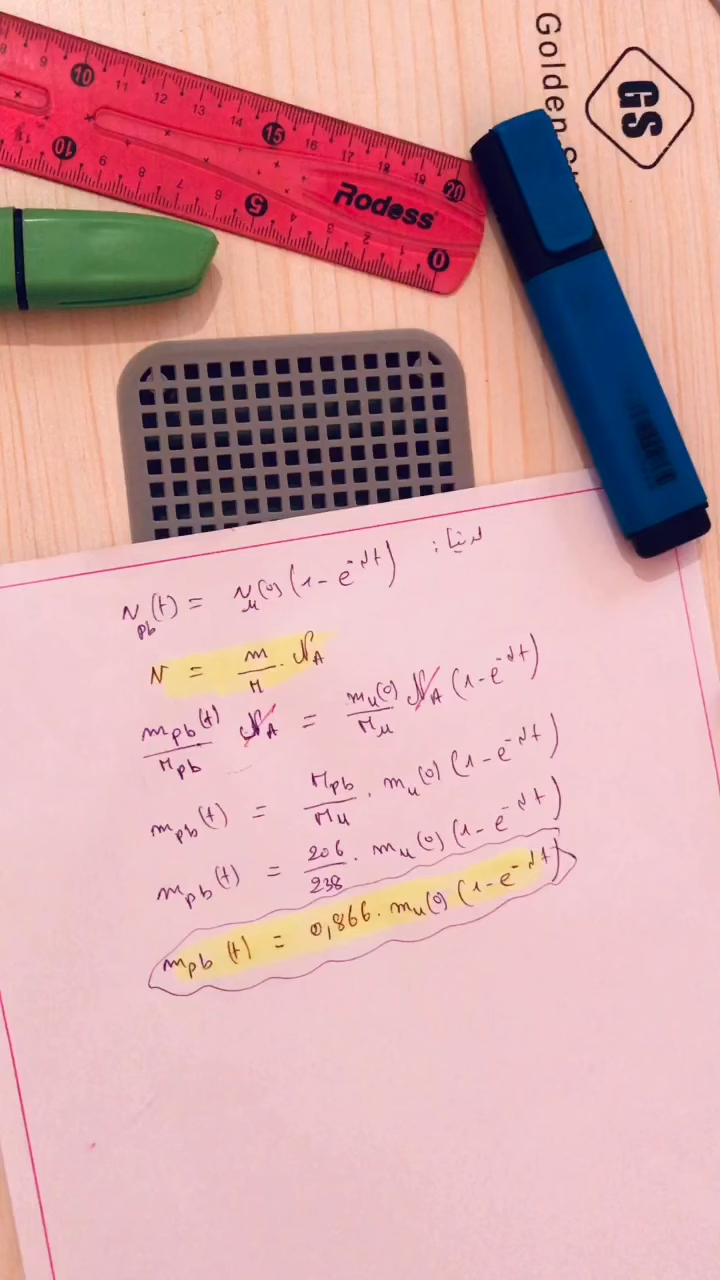 Golden St
GS
Rodess
لدينا :
N_Pb(t) = N_u(0) (1 - e^-λt)
N = m/M . N_A
m_Pb(t)/M_Pb N_A = m_u(0)/M_u N_A (1 - e^-λt)
m_Pb(t) = M_Pb/M_u . m_u(0) (1 - e^-λt)
m_Pb(t) = 206/238 . m_u(0) (1 - e^-λt)
m_Pb(t) = 0,866. m_u(0) (1 - e^-λt)